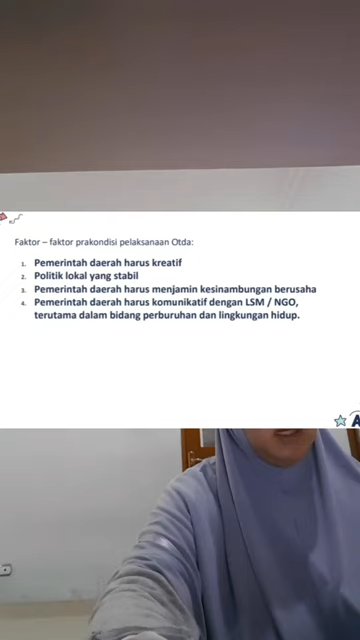 Faktor – faktor prakondisi pelaksanaan Otda:
1. Pemerintah daerah harus kreatif
2. Politik lokal yang stabil
3. Pemerintah daerah harus menjamin kesinambungan berusaha
4. Pemerintah daerah harus komunikatif dengan LSM / NGO,
terutama dalam bidang perburuhan dan lingkungan hidup.